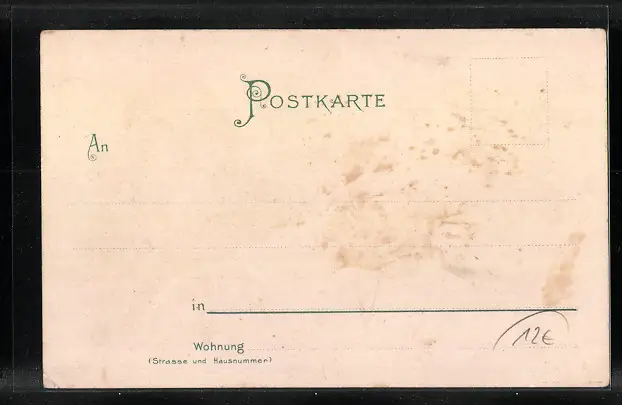 POSTKARTE
An
in
Wohnung
(Strasse und Hausnummer)
12€